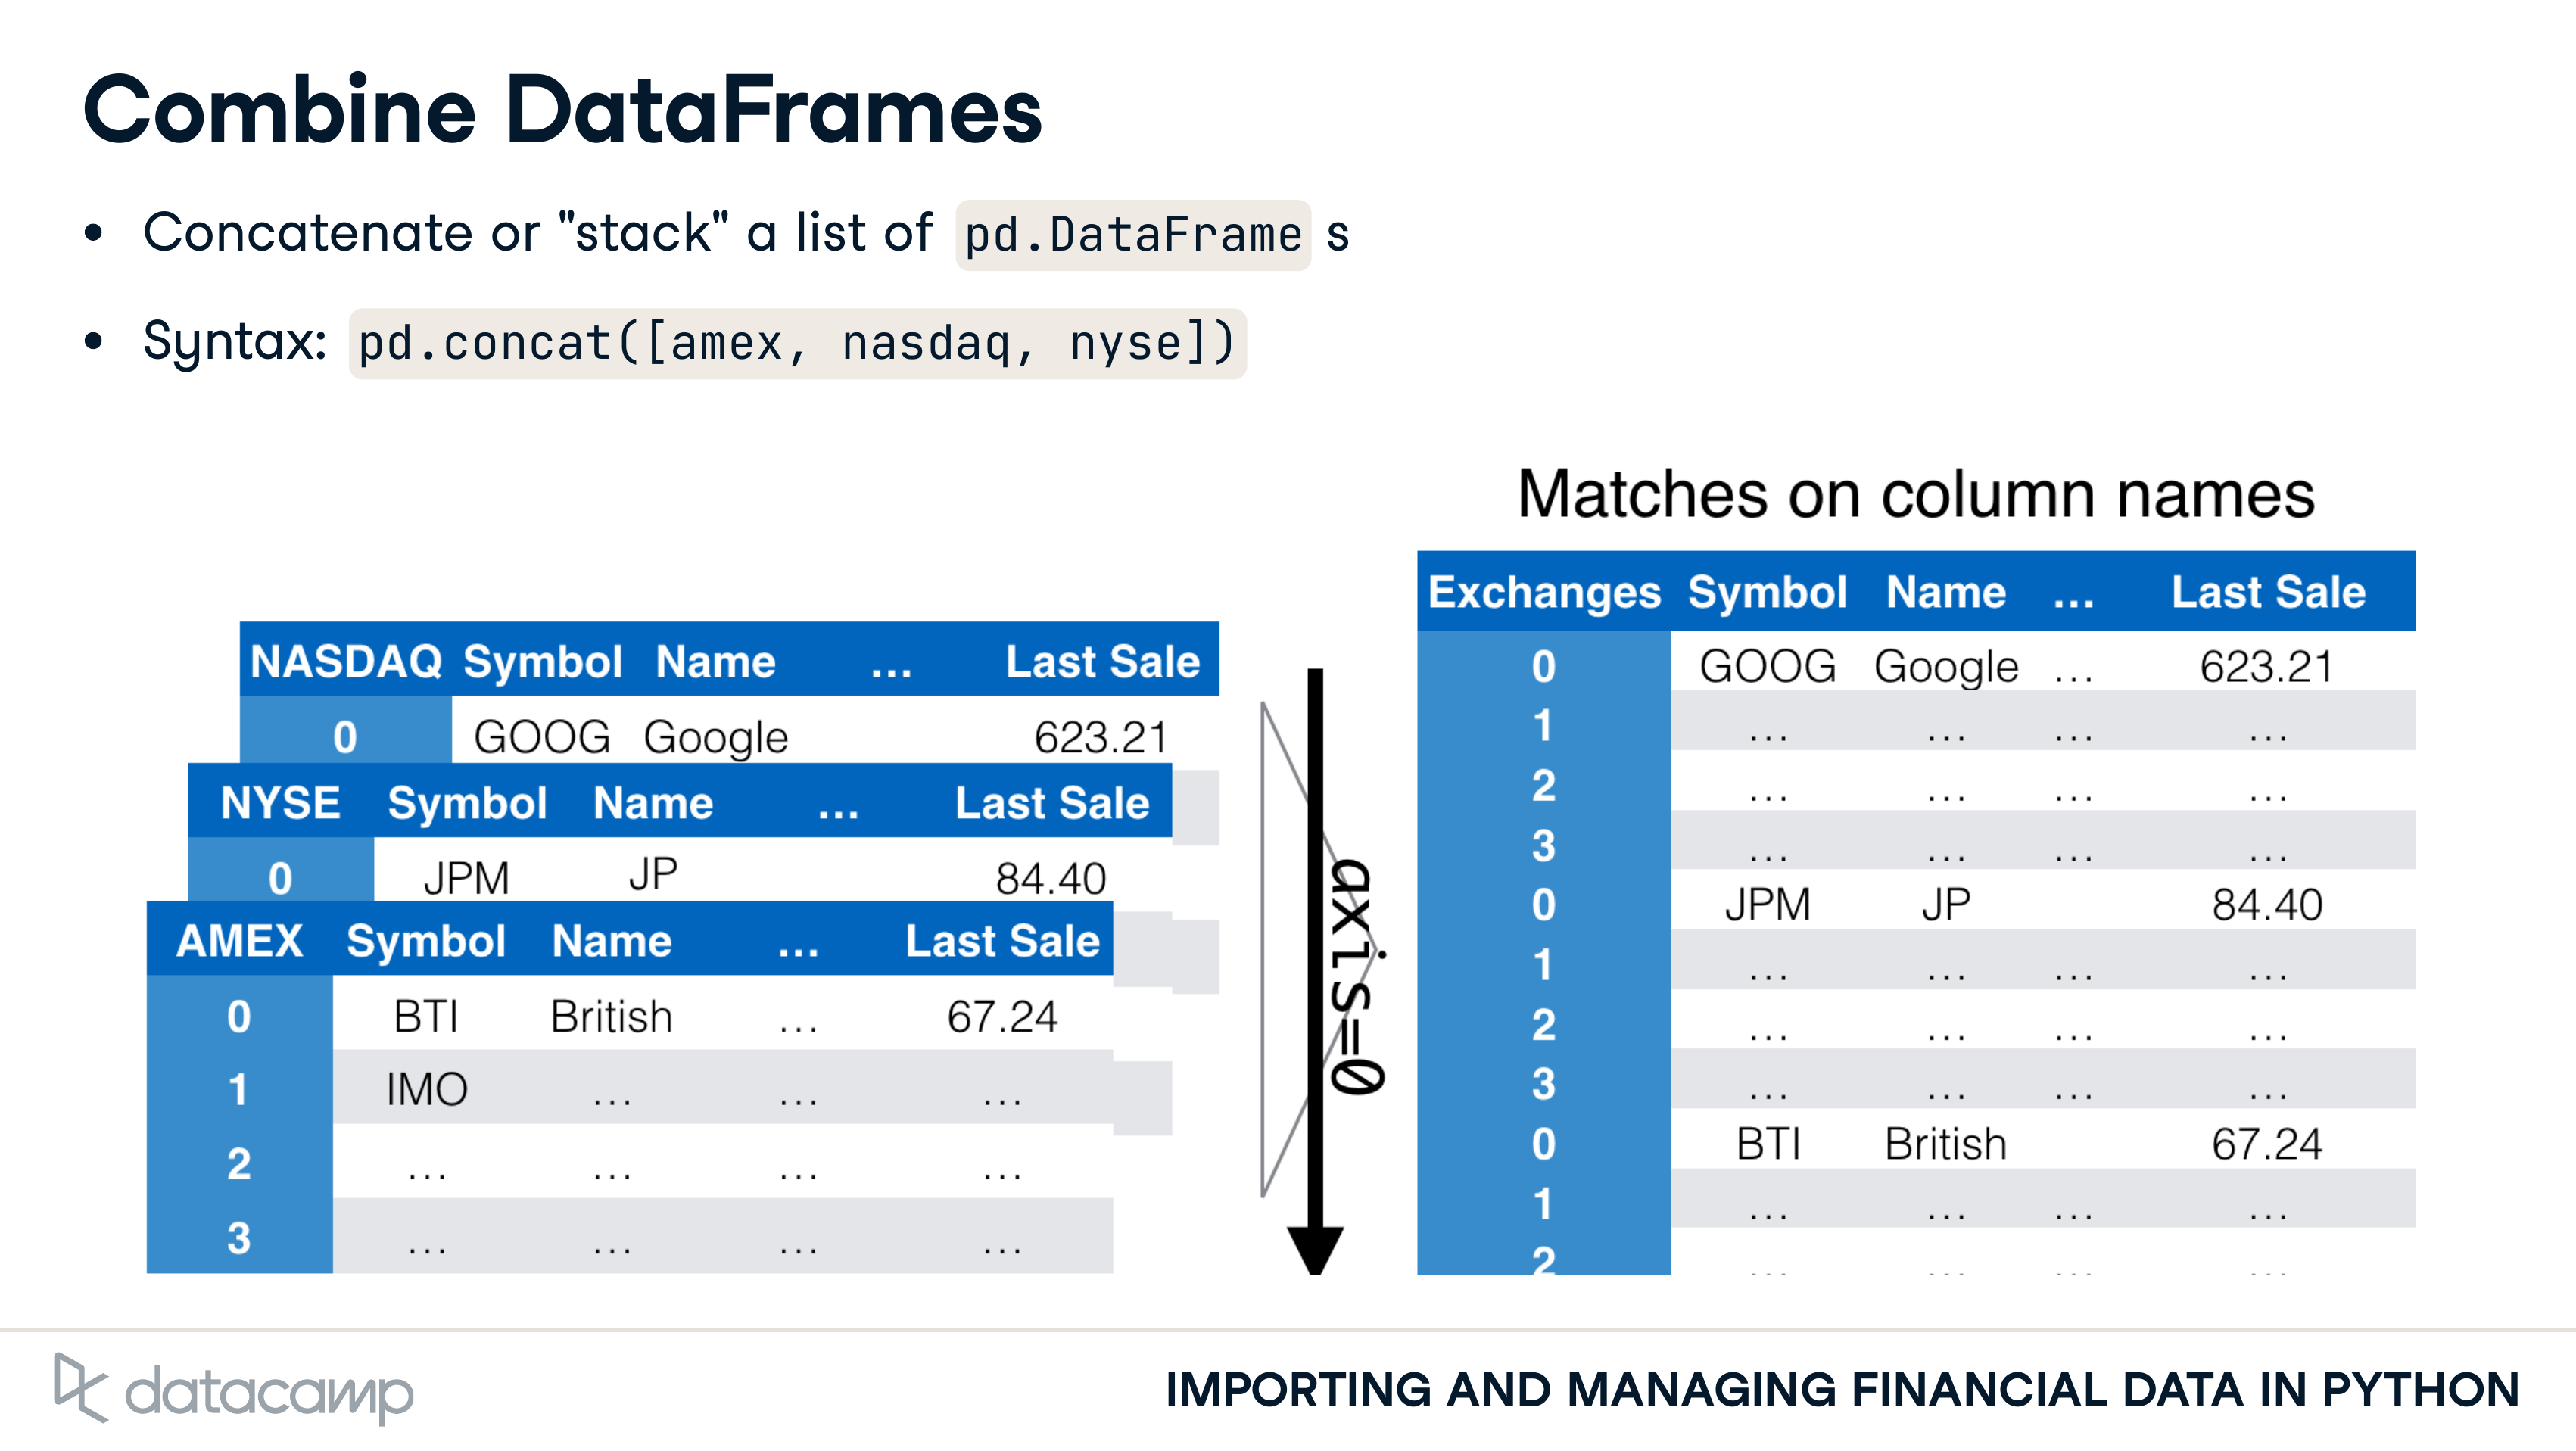 Combine DataFrames
• Concatenate or "stack" a list of pd.DataFrame s
• Syntax: pd.concat([amex, nasdaq, nyse])
NASDAQ Symbol Name ... Last Sale
0 GOOG Google 623.21
NYSE Symbol Name ... Last Sale
0 JPM JP 84.40
AMEX Symbol Name ... Last Sale
0 BTI British ... 67.24
1 IMO ... ... ...
2 ... ... ... ...
3 ... ... ... ...
axis=0
Matches on column names
Exchanges Symbol Name ... Last Sale
0 GOOG Google ... 623.21
1 ... ... ... ...
2 ... ... ... ...
3 ... ... ... ...
0 JPM JP 84.40
1 ... ... ... ...
2 ... ... ... ...
3 ... ... ... ...
0 BTI British 67.24
1 ... ... ... ...
2 ... ... ... ...
datacamp
IMPORTING AND MANAGING FINANCIAL DATA IN PYTHON